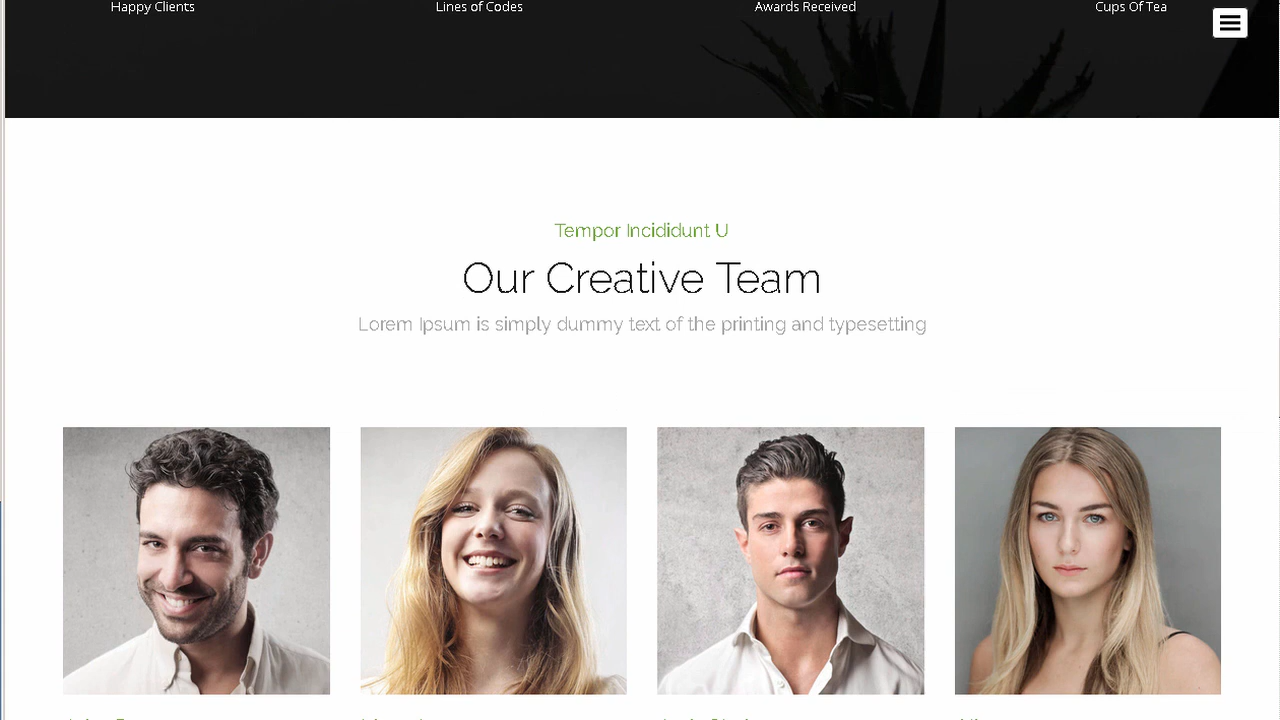 Happy Clients
Lines of Codes
Awards Received
Cups Of Tea
Tempor Incididunt U
Our Creative Team
Lorem Ipsum is simply dummy text of the printing and typesetting